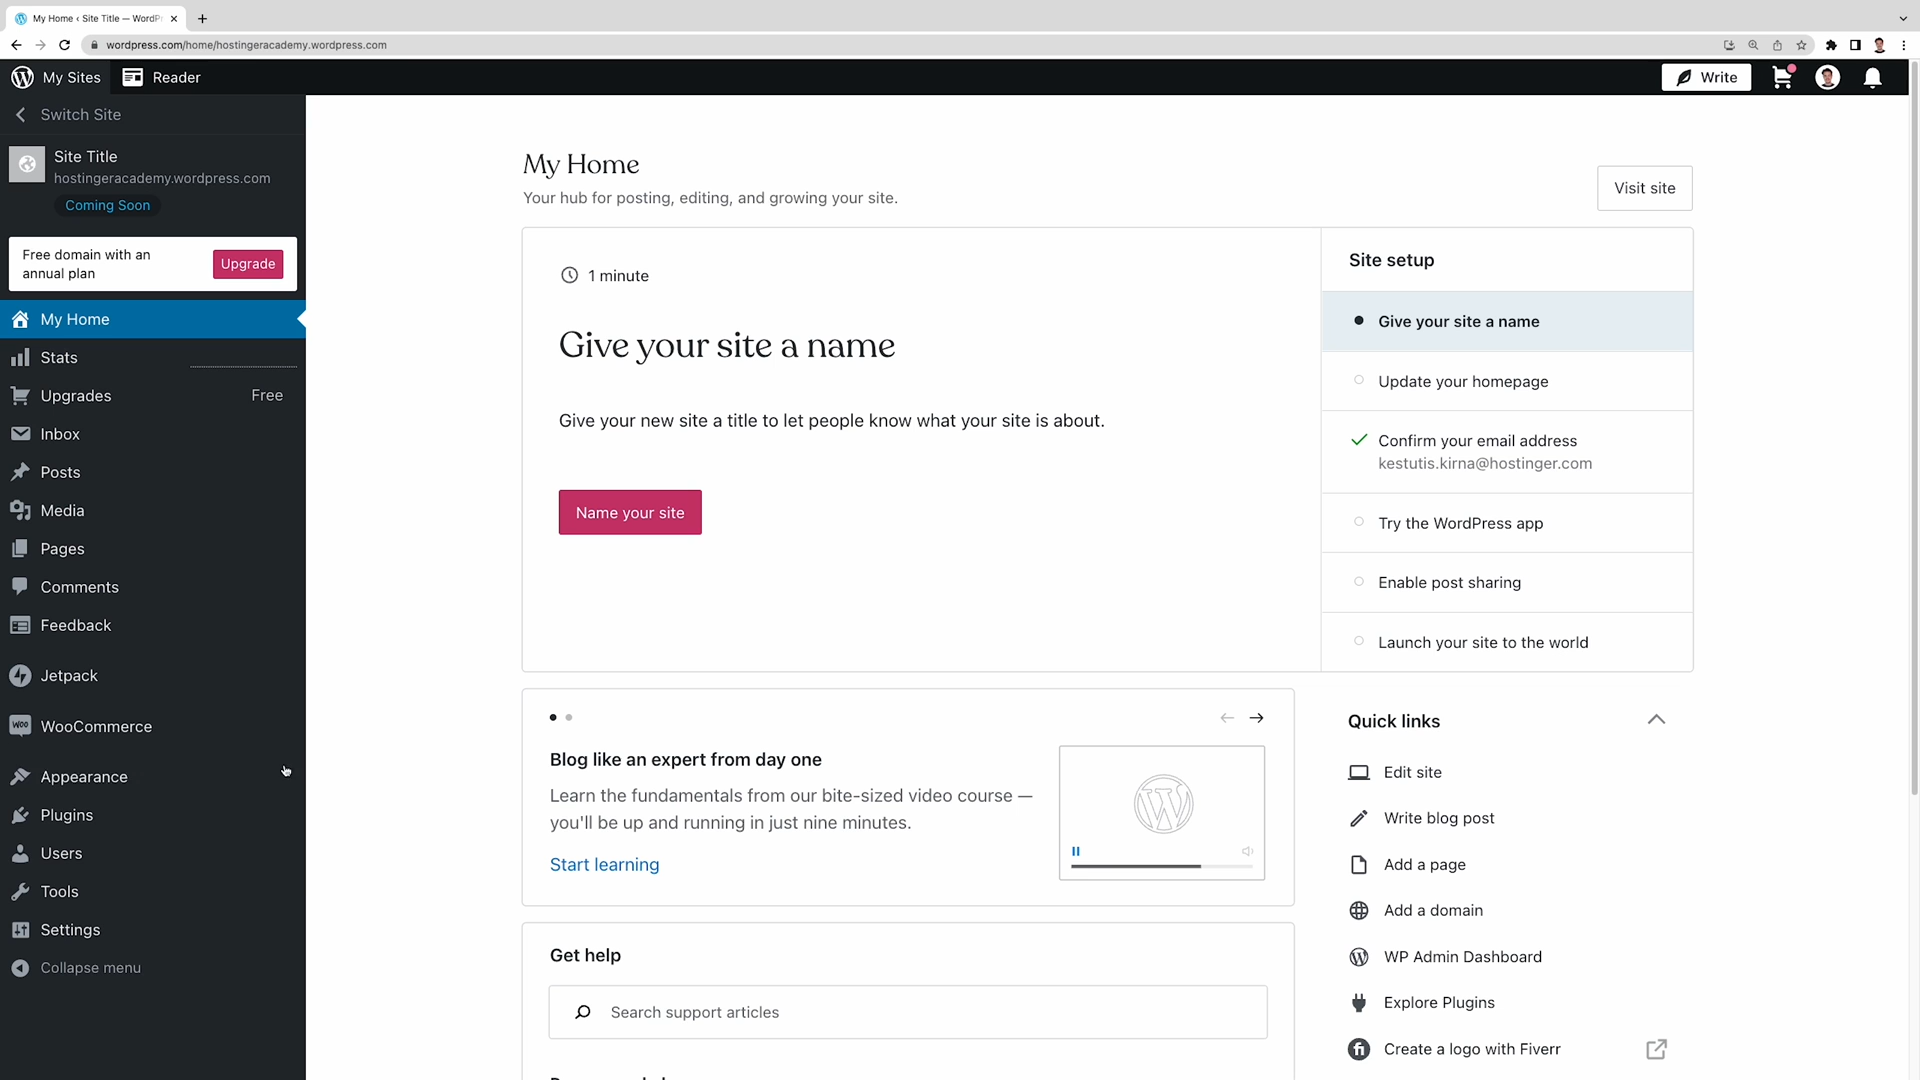 My Home ‹ Site Title — WordP
wordpress.com/home/hostingeracademy.wordpress.com
My Sites
Reader
Write
Switch Site
Site Title
hostingeracademy.wordpress.com
Coming Soon
Free domain with an
annual plan
Upgrade
My Home
Stats
Upgrades
Free
Inbox
Posts
Media
Pages
Comments
Feedback
Jetpack
WOO
WooCommerce
Appearance
Plugins
Users
Tools
Settings
Collapse menu
My Home
Your hub for posting, editing, and growing your site.
Visit site
1 minute
Give your site a name
Give your new site a title to let people know what your site is about.
Name your site
Site setup
Give your site a name
Update your homepage
Confirm your email address
kestutis.kirna@hostinger.com
Try the WordPress app
Enable post sharing
Launch your site to the world
Blog like an expert from day one
Learn the fundamentals from our bite-sized video course —
you'll be up and running in just nine minutes.
Start learning
Get help
Search support articles
Quick links
Edit site
Write blog post
Add a page
Add a domain
WP Admin Dashboard
Explore Plugins
fi
Create a logo with Fiverr